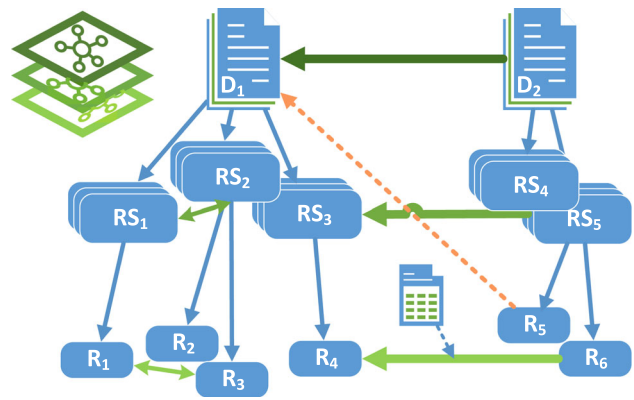 D₁
D₂
RS₁
RS₂
RS₃
RS₄
RS₅
R₁
R₂
R₃
R₄
R₅
R₆